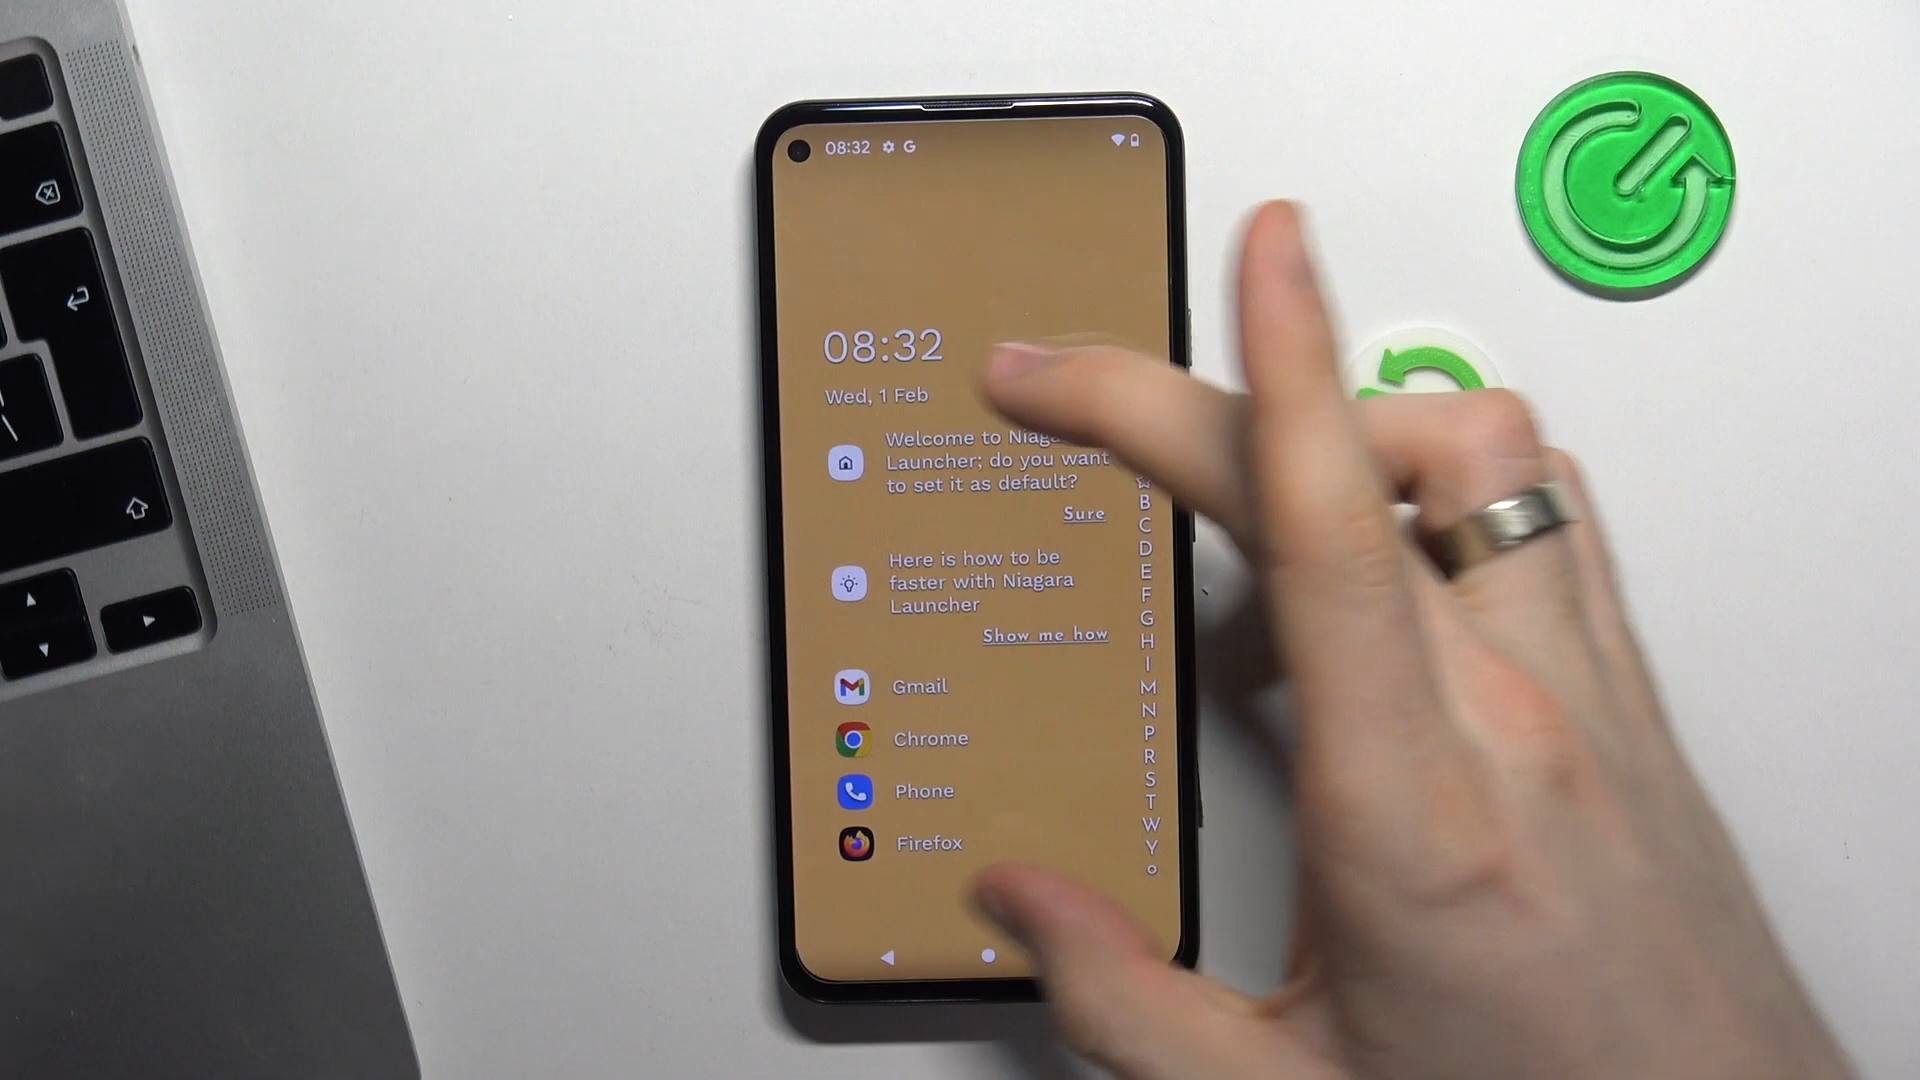 08:32 G
08:32
Wed, 1 Feb
Welcome to
Launcher; do you want
to set it as default?
Sure
Here is how to be
faster with Niagara
Launcher
Show me how
Gmail
Chrome
Phone
Firefox
B
C
D
E
F
G
H
I
M
N
P
R
S
T
W
Y